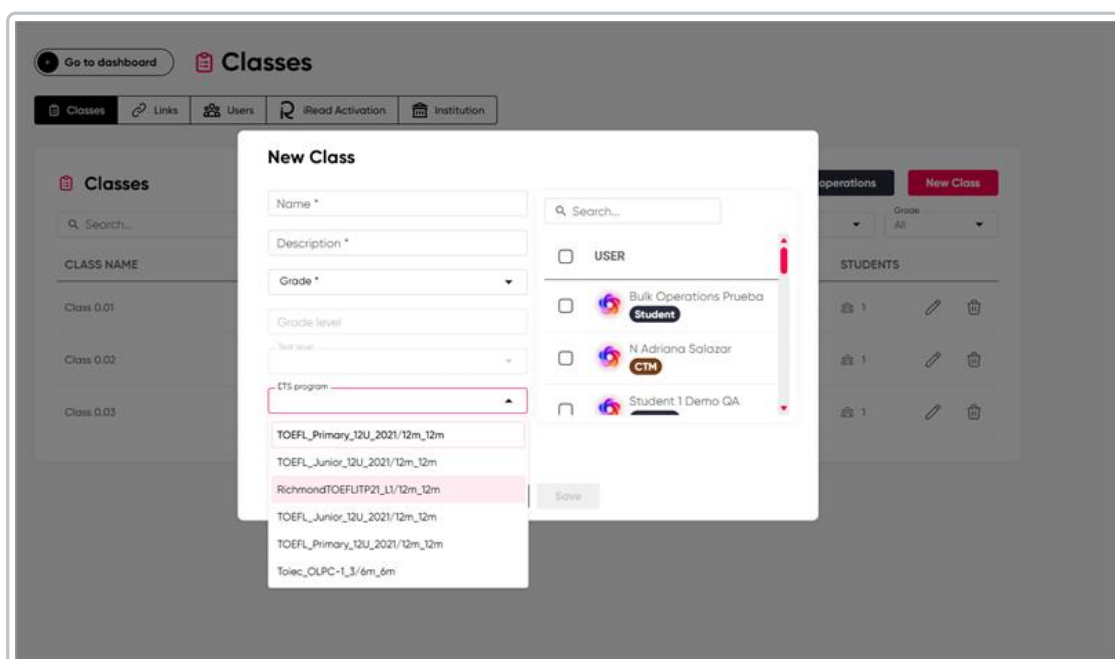 Go to dashboard
Classes
Classes
Links
Users
iRead Activation
Institution
Classes
operations
New Class
Search...
Grade
All
CLASS NAME
STUDENTS
Class 0.01
1
Class 0.02
1
Class 0.03
1
New Class
Name *
Description *
Grade *
Grade level
Test level
ETS program
TOEFL_Primary_12U_2021/12m_12m
TOEFL_Junior_12U_2021/12m_12m
RichmondTOEFLITP21_L1/12m_12m
TOEFL_Junior_12U_2021/12m_12m
TOEFL_Primary_12U_2021/12m_12m
Toiec_OLPC-1_3/6m_6m
Search...
USER
Bulk Operations Prueba
Student
N Adriana Salazar
CTM
Student 1 Demo QA
Save